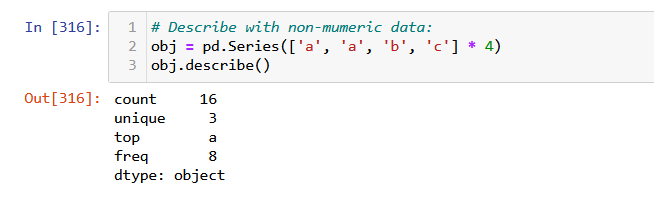 In [316]: 1 # Describe with non-mumeric data:
2 obj = pd.Series(['a', 'a', 'b', 'c'] * 4)
3 obj.describe()
Out[316]: count 16
unique 3
top a
freq 8
dtype: object